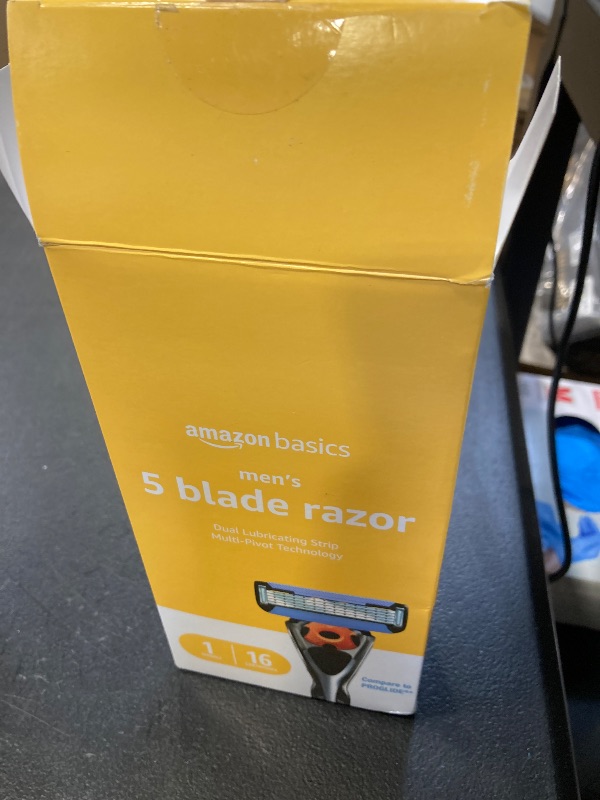 amazon basics
men's
5 blade razor
Dual Lubricating Strip
Multi-Pivot Technology
1 16
Compare to
PROGLIDE